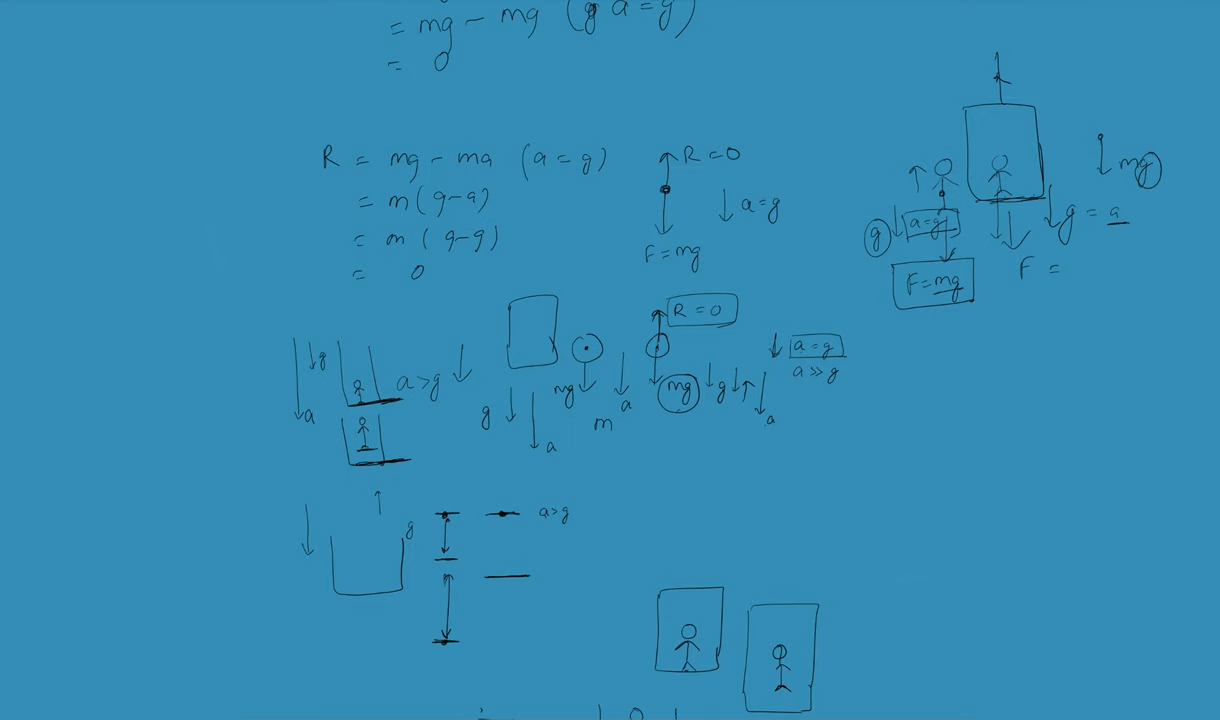 = mg - mg (g a = g)
= 0
R = mg - ma (a = g)
= m(g-a)
= m(g-g)
= 0
R = 0
a = g
F = mg
mg
g
a = g
F = mg
g = a
F =
R = 0
a = g
a >> g
g
a
a > g
mg
a
m
g
a
mg
g
a
g
a > g